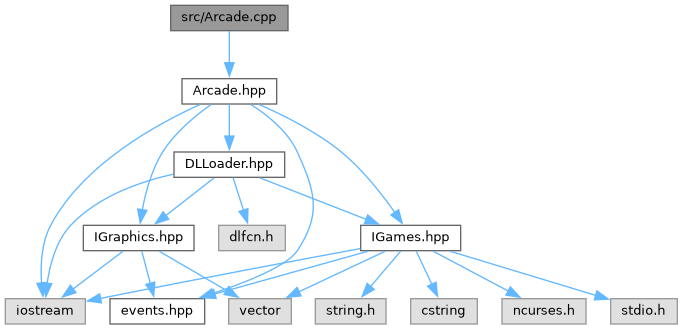 src/Arcade.cpp
Arcade.hpp
DLLoader.hpp
IGraphics.hpp
dlfcn.h
IGames.hpp
iostream
events.hpp
vector
string.h
cstring
ncurses.h
stdio.h